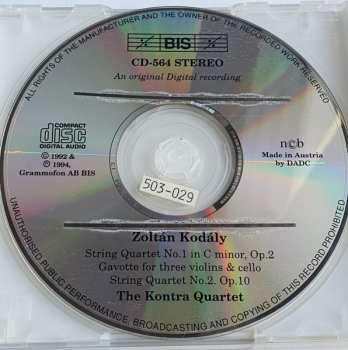 ALL RIGHTS OF THE MANUFACTURER AND THE OWNER OF THE RECORDED WORK RESERVED.
BIS
CD-564 STEREO
An original Digital recording
COMPACT
disc
DIGITAL AUDIO
ncb
Made in Austria
by DADC
℗ 1992 &
© 1994,
Grammofon AB BIS
503-029
Zoltán Kodály
String Quartet No.1 in C minor, Op.2
Gavotte for three violins & cello
String Quartet No.2. Op.10
The Kontra Quartet
UNAUTHORISED PUBLIC PERFORMANCE, BROADCASTING AND COPYING OF THIS RECORD PROHIBITED.